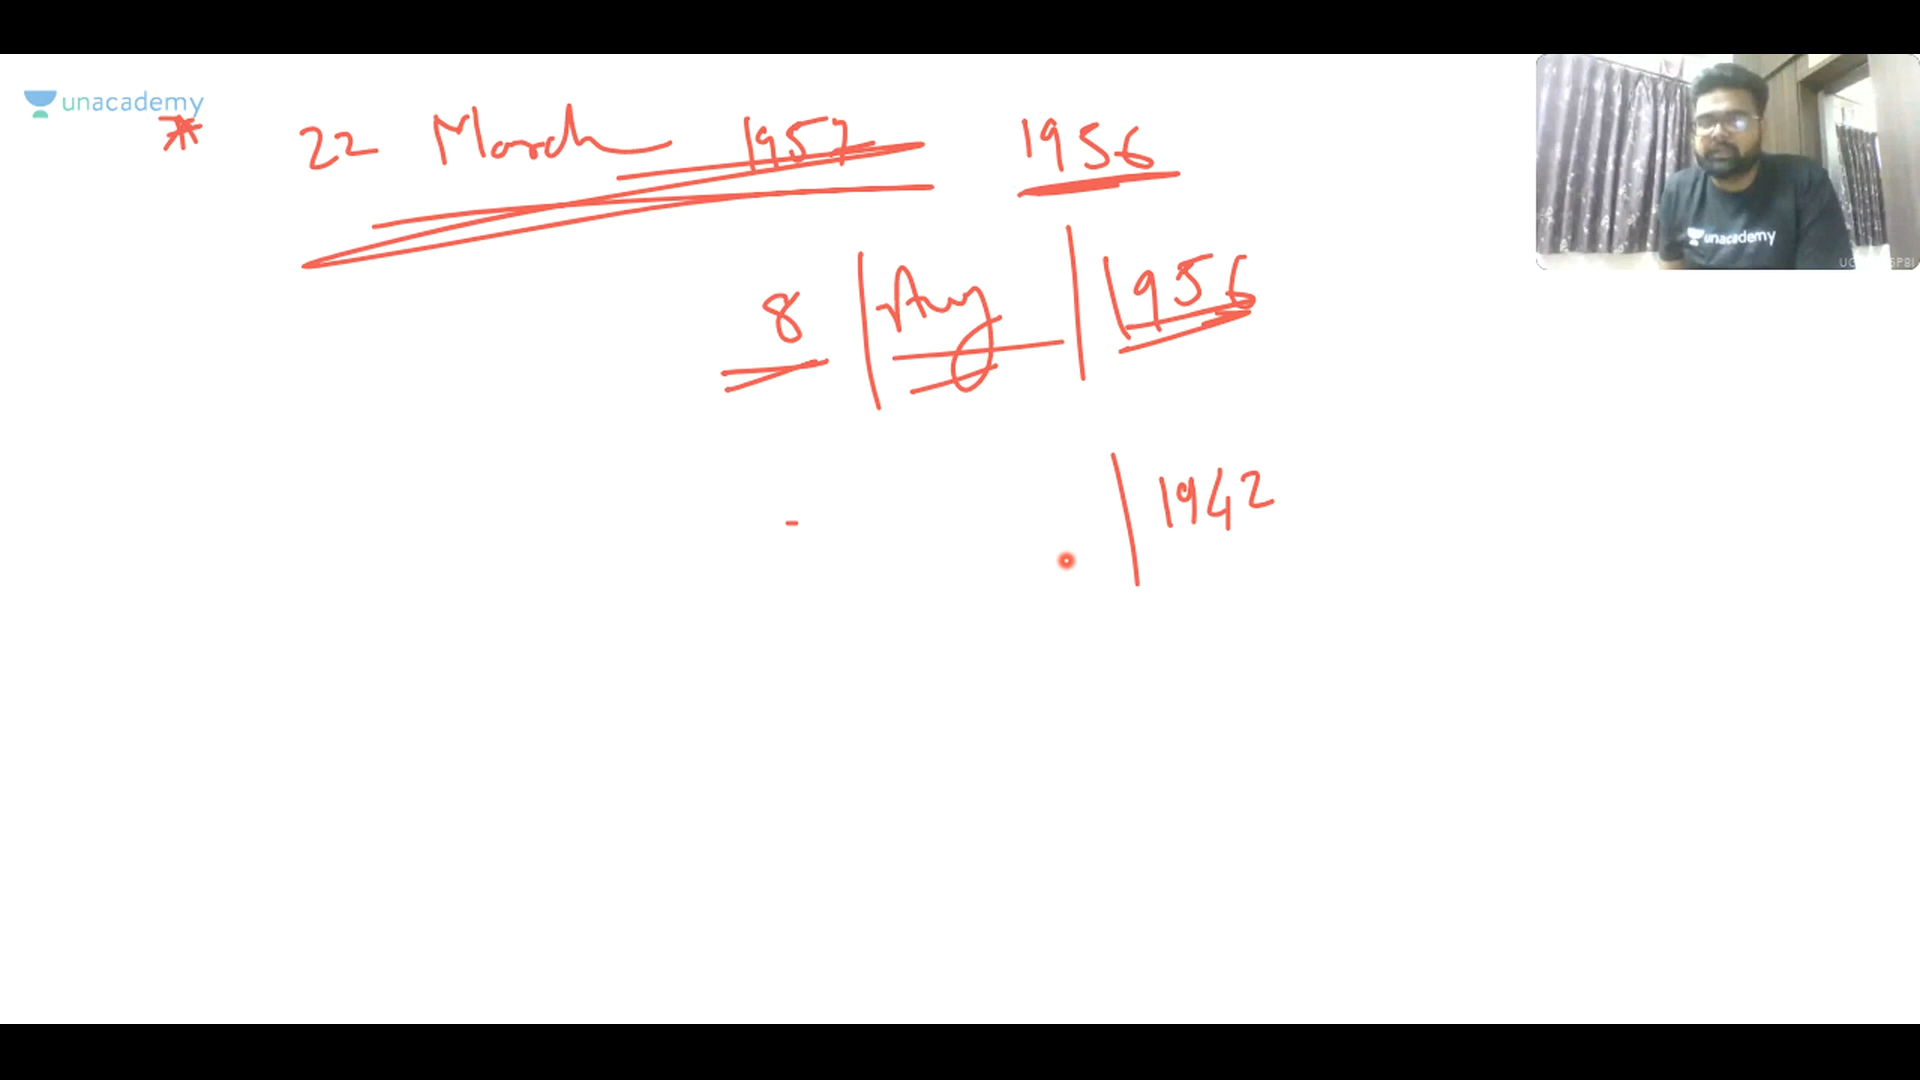 unacademy
* 22 March 1957 1956
8 | Aug | 1956
- | 1942
unacademy